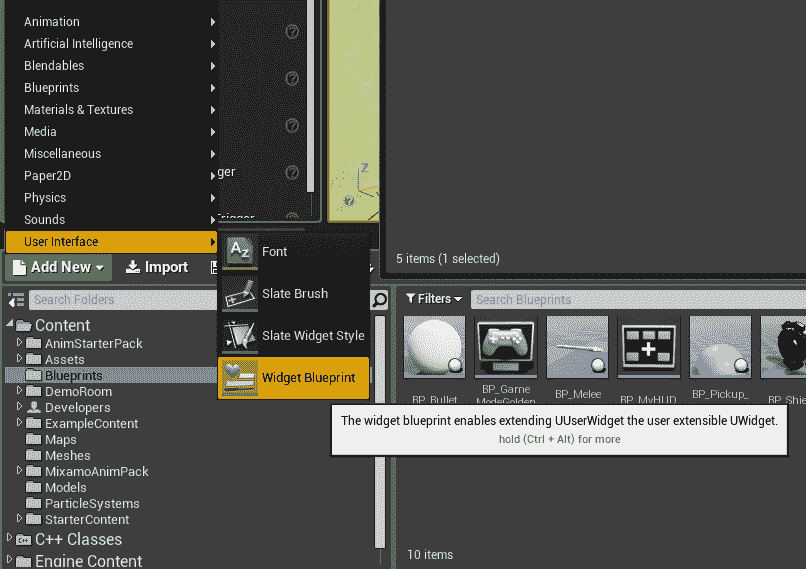 Animation
Artificial Intelligence
Blendables
Blueprints
Materials & Textures
Media
Miscellaneous
Paper2D
Physics
Sounds
User Interface
Font
Slate Brush
Slate Widget Style
Widget Blueprint
Add New
Import
Search Folders
Content
AnimStarterPack
Assets
Blueprints
DemoRoom
Developers
ExampleContent
Maps
Meshes
MixamoAnimPack
Models
ParticleSystems
StarterContent
C++ Classes
Engine Content
ger
Trigger
Z
5 items (1 selected)
Filters
Search Blueprints
BP_Bullet
BP_Game
ModeGolden
BP_Melee
BP_MyHUD
BP_Pickup_
BP_Shie
The widget blueprint enables extending UUserWidget the user extensible UWidget.
hold (Ctrl + Alt) for more
10 items